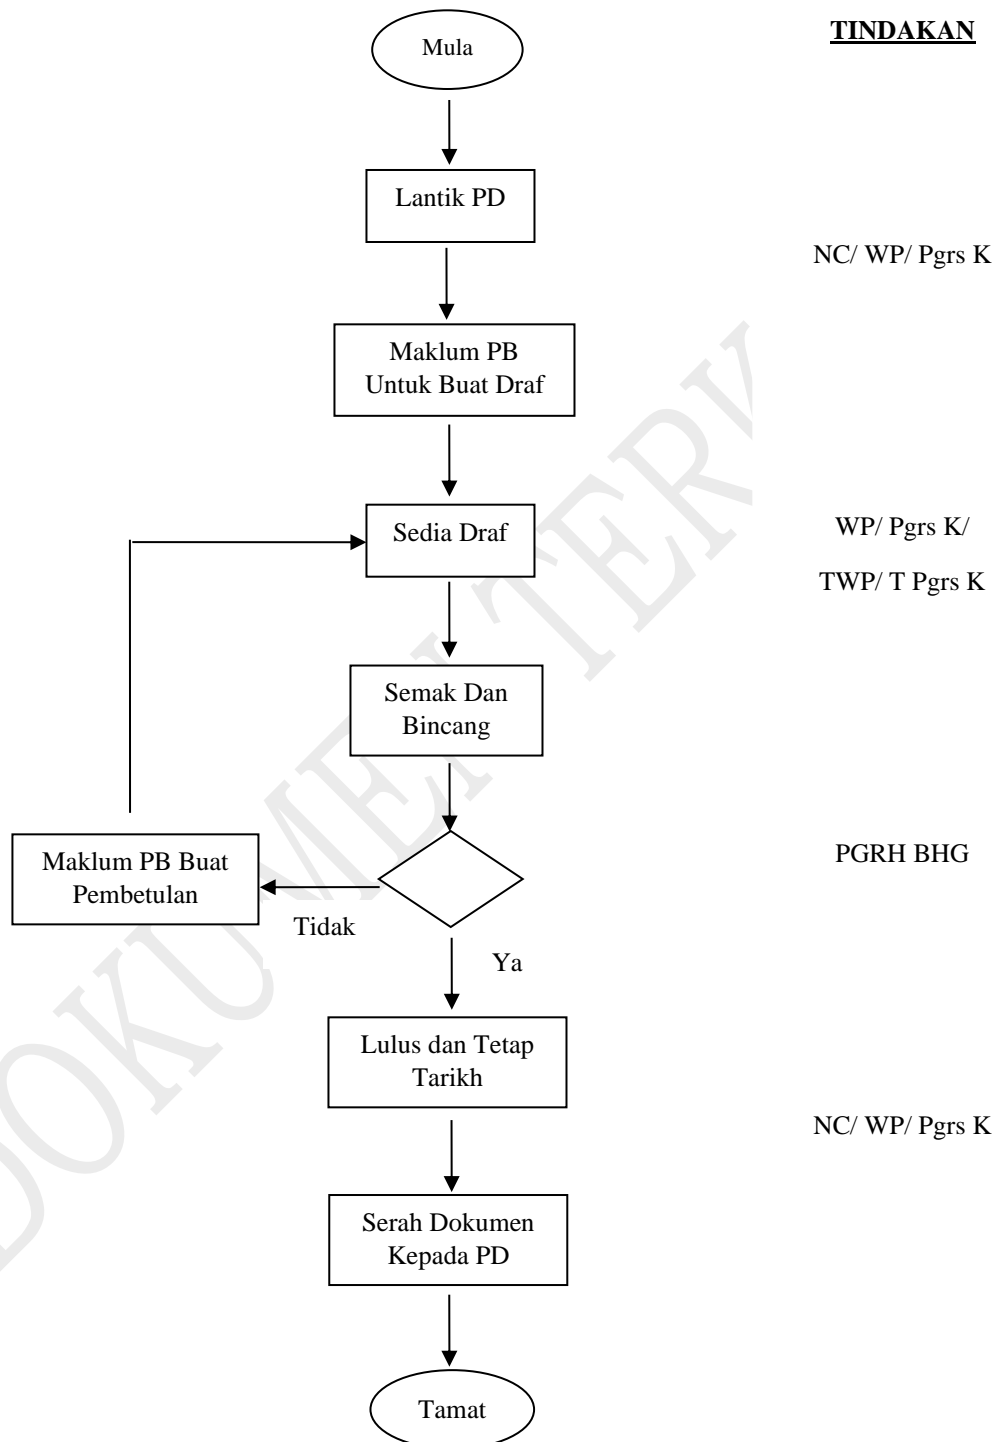 TINDAKAN
Mula
Lantik PD
NC/ WP/ Pgrs K
Maklum PB
Untuk Buat Draf
Sedia Draf
WP/ Pgrs K/
TWP/ T Pgrs K
Semak Dan
Bincang
Maklum PB Buat
Pembetulan
PGRH BHG
Tidak
Ya
Lulus dan Tetap
Tarikh
NC/ WP/ Pgrs K
Serah Dokumen
Kepada PD
Tamat
DOKUMEN TERK